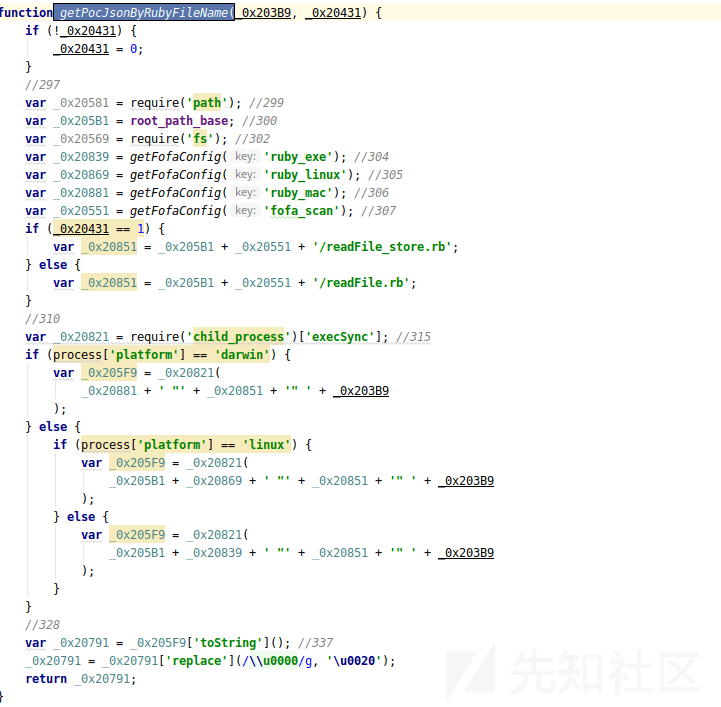 function getPocJsonByRubyFileName(_0x203B9, _0x20431) {
    if (!_0x20431) {
        _0x20431 = 0;
    }
    //297
    var _0x20581 = require('path'); //299
    var _0x205B1 = root_path_base; //300
    var _0x20569 = require('fs'); //302
    var _0x20839 = getFofaConfig( key: 'ruby_exe'); //304
    var _0x20869 = getFofaConfig( key: 'ruby_linux'); //305
    var _0x20881 = getFofaConfig( key: 'ruby_mac'); //306
    var _0x20551 = getFofaConfig( key: 'fofa_scan'); //307
    if (_0x20431 == 1) {
        var _0x20851 = _0x205B1 + _0x20551 + '/readFile_store.rb';
    } else {
        var _0x20851 = _0x205B1 + _0x20551 + '/readFile.rb';
    }
    //310
    var _0x20821 = require('child_process')['execSync']; //315
    if (process['platform'] == 'darwin') {
        var _0x205F9 = _0x20821(
            _0x20881 + ' "' + _0x20851 + '" ' + _0x203B9
        );
    } else {
        if (process['platform'] == 'linux') {
            var _0x205F9 = _0x20821(
                _0x205B1 + _0x20869 + ' "' + _0x20851 + '" ' + _0x203B9
            );
        } else {
            var _0x205F9 = _0x20821(
                _0x205B1 + _0x20839 + ' "' + _0x20851 + '" ' + _0x203B9
            );
        }
    }
    //328
    var _0x20791 = _0x205F9['toString'](); //337
    _0x20791 = _0x20791['replace'](/\\u0000/g, '\u0020');
    return _0x20791;
}
先知社区